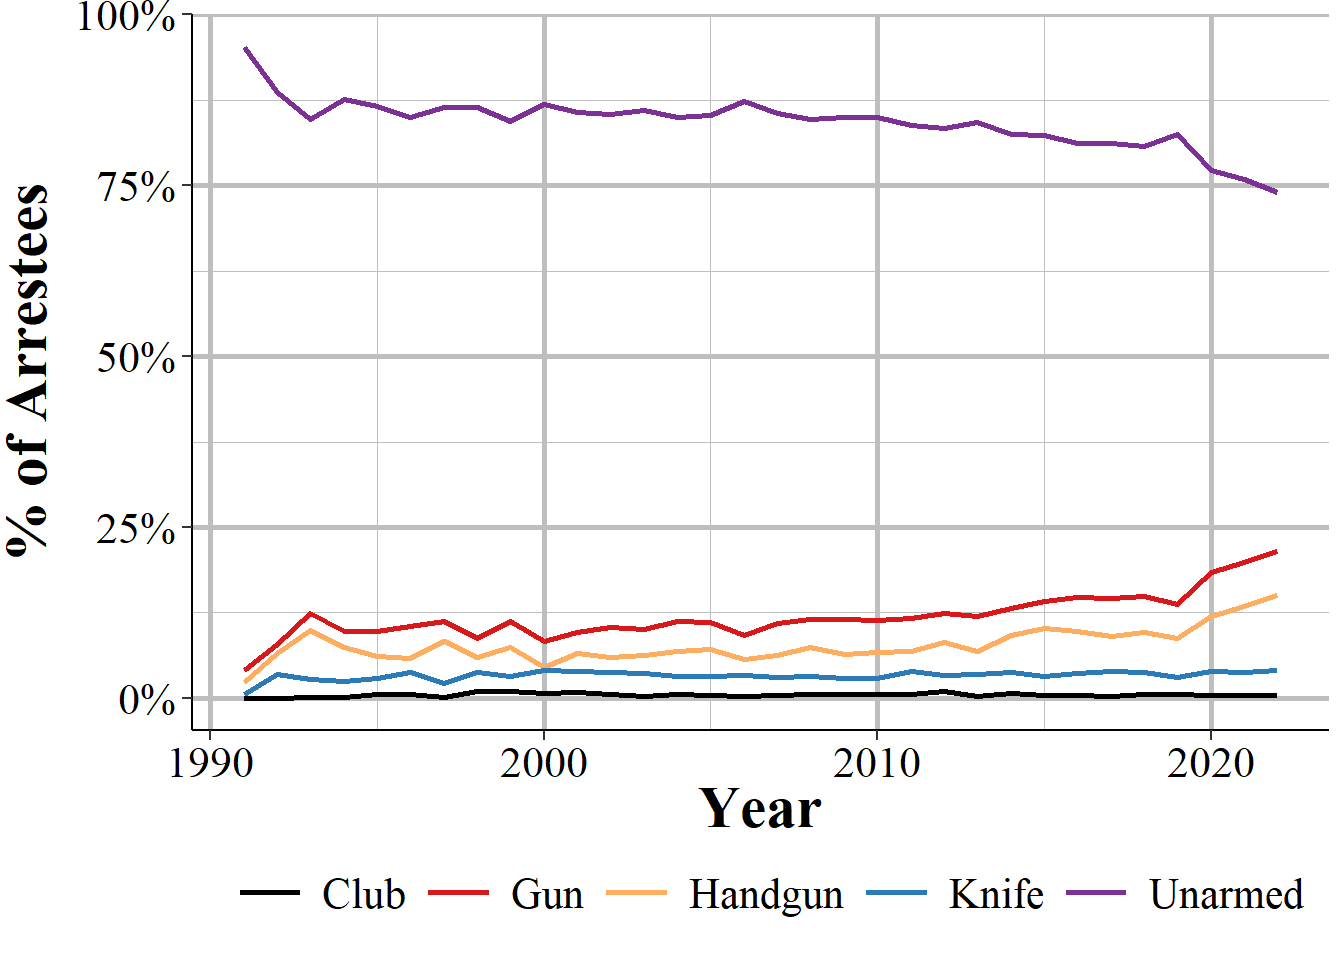 100%
75%
50%
25%
0%
% of Arrestees
1990 2000 2010 2020
Year
Club Gun Handgun Knife Unarmed